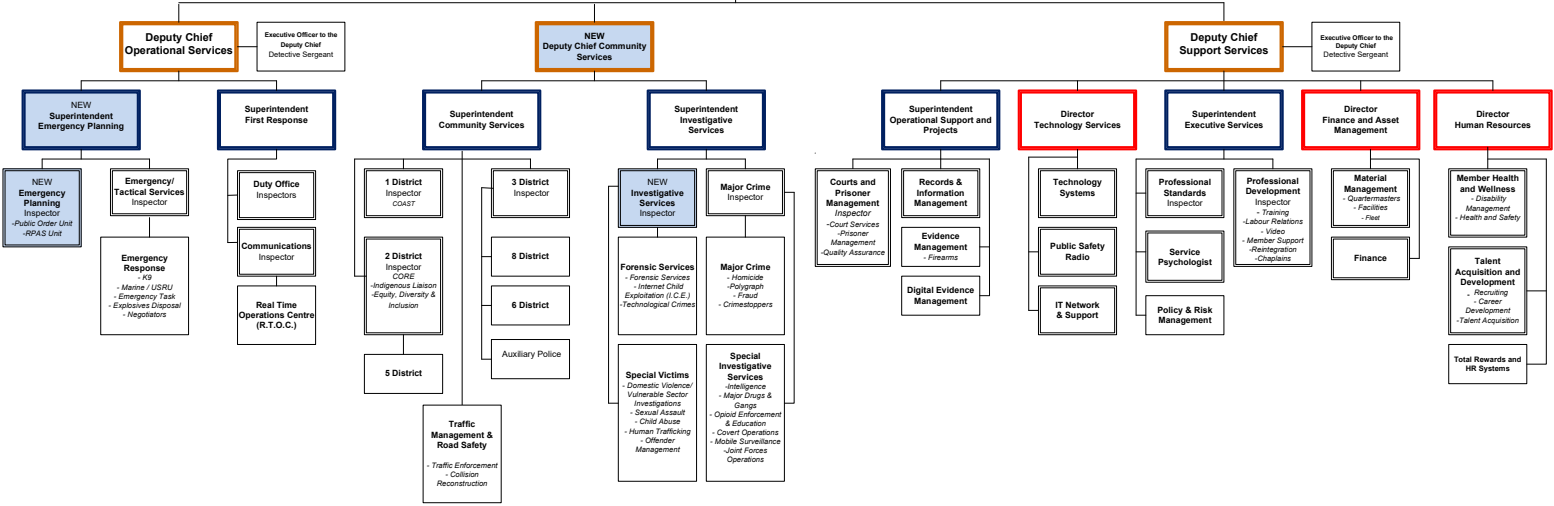 Deputy Chief
Operational Services
Executive Officer to the
Deputy Chief
Detective Sergeant
NEW
Deputy Chief Community
Services
Deputy Chief
Support Services
Executive Officer to the
Deputy Chief
Detective Sergeant
NEW
Superintendent
Emergency Planning
Superintendent
First Response
Superintendent
Community Services
Superintendent
Investigative
Services
Superintendent
Operational Support and
Projects
Director
Technology Services
Superintendent
Executive Services
Director
Finance and Asset
Management
Director
Human Resources
NEW
Emergency
Planning
Inspector
-Public Order Unit
-RPAS Unit
Emergency/
Tactical Services
Inspector
Emergency
Response
- K9
- Marine / USRU
- Emergency Task
- Explosives Disposal
- Negotiators
Duty Office
Inspectors
Communications
Inspector
Real Time
Operations Centre
(R.T.O.C.)
1 District
Inspector
COAST
2 District
Inspector
CORE
-Indigenous Liaison
-Equity, Diversity &
Inclusion
5 District
3 District
Inspector
8 District
6 District
Auxiliary Police
Traffic
Management &
Road Safety
- Traffic Enforcement
- Collision
Reconstruction
NEW
Investigative
Services
Inspector
Forensic Services
- Forensic Services
- Internet Child
Exploitation (I.C.E.)
-Technological Crimes
Special Victims
- Domestic Violence/
Vulnerable Sector
Investigations
- Sexual Assault
- Child Abuse
- Human Trafficking
- Offender
Management
Major Crime
Inspector
Major Crime
- Homicide
-Polygraph
- Fraud
- Crimestoppers
Special
Investigative
Services
-Intelligence
- Major Drugs &
Gangs
- Opioid Enforcement
& Education
- Covert Operations
- Mobile Surveillance
-Joint Forces
Operations
Courts and
Prisoner
Management
Inspector
-Court Services
-Prisoner
Management
-Quality Assurance
Records &
Information
Management
Evidence
Management
- Firearms
Digital Evidence
Management
Technology
Systems
Public Safety
Radio
IT Network
& Support
Professional
Standards
Inspector
Service
Psychologist
Policy & Risk
Management
Professional
Development
Inspector
- Training
-Labour Relations
- Video
- Member Support
-Reintegration
-Chaplains
Material
Management
- Quartermasters
- Facilities
- Fleet
Finance
Member Health
and Wellness
- Disability
Management
- Health and Safety
Talent
Acquisition and
Development
- Recruiting
- Career
Development
-Talent Acquisition
Total Rewards and
HR Systems